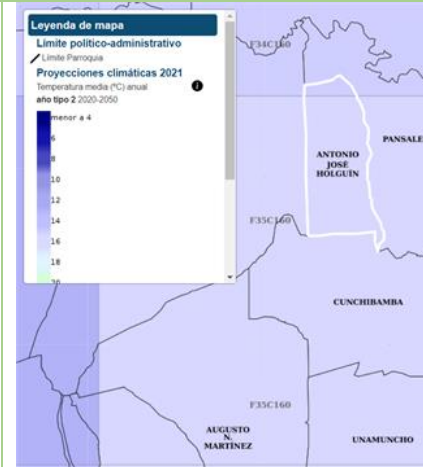 Leyenda de mapa
Límite político-administrativo
Límite Parroquia
Proyecciones climáticas 2021
Temperatura media (ºC) anual
año tipo 2 2020-2050
menor a 4
6
8
10
12
14
16
18
20
F34C160
PANSALE
ANTONIO
JOSÉ
HOLGUÍN
F35C160
CUNCHIBAMBA
F35C160
AUGUSTO
N.
MARTÍNEZ
UNAMUNCHO